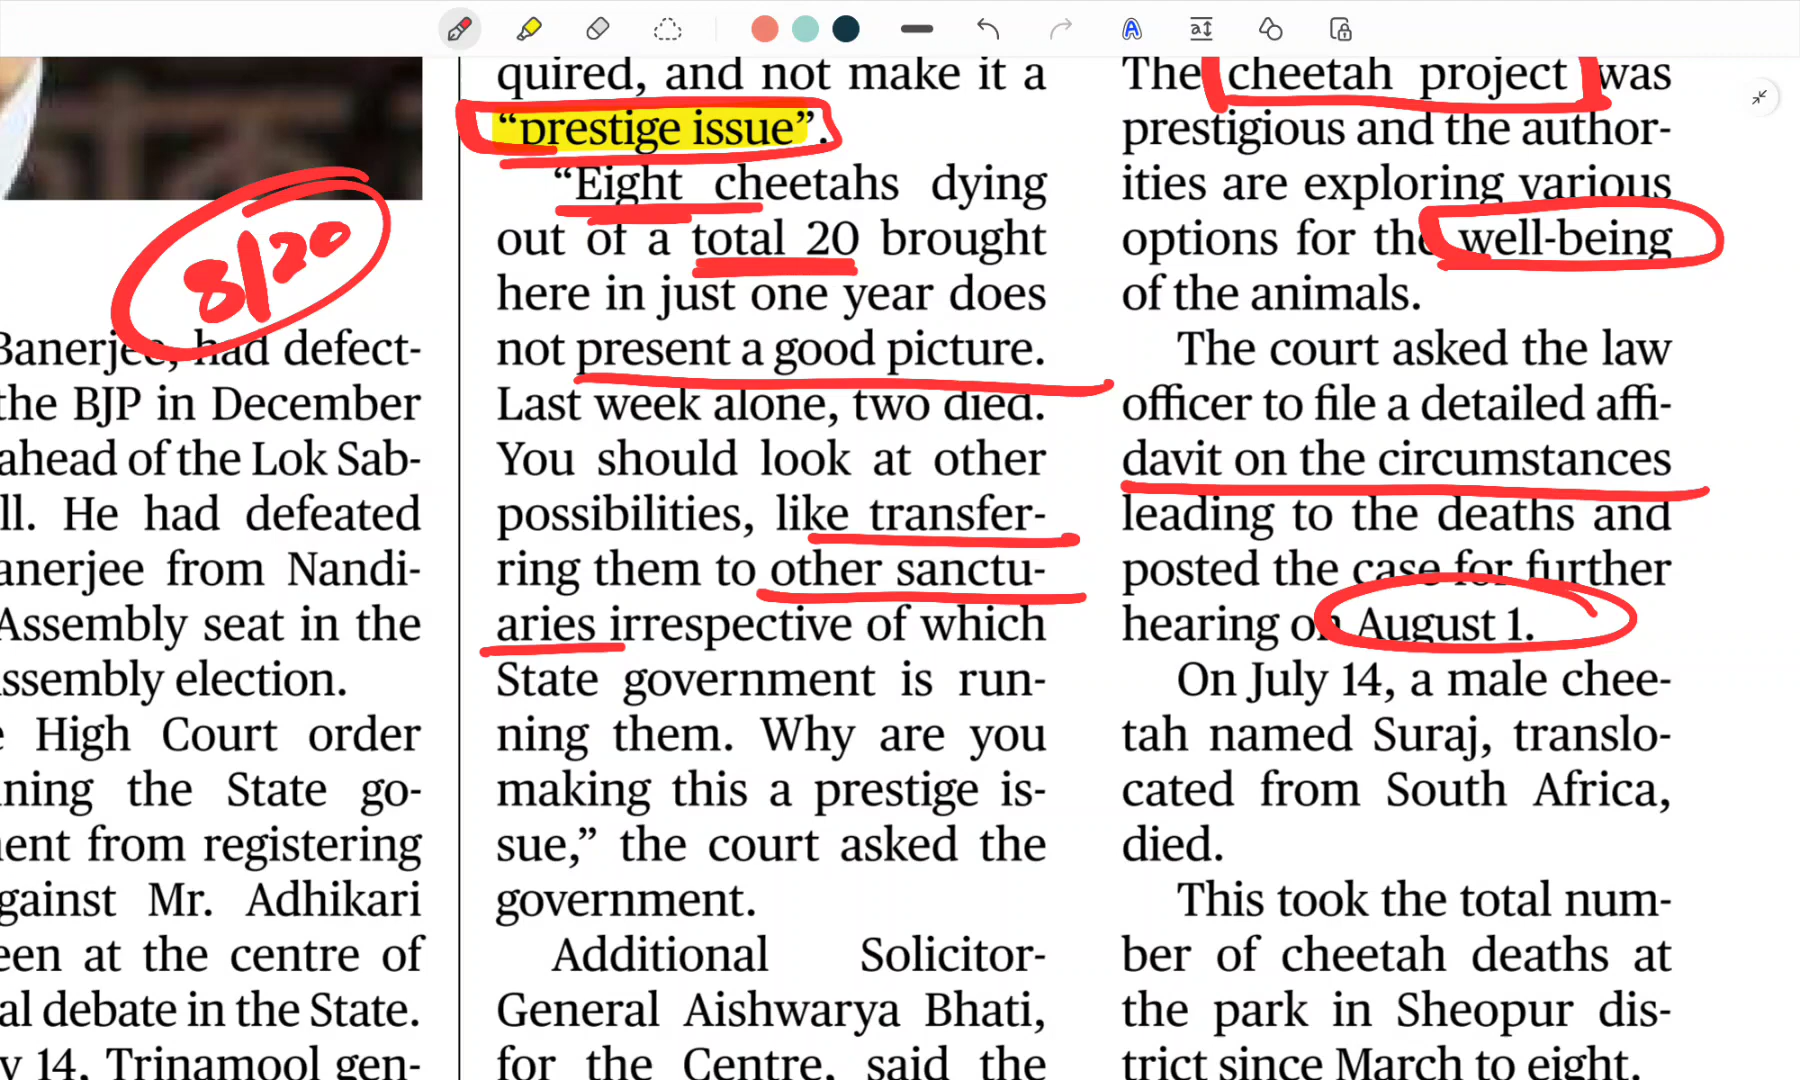 8/20
Banerjee, had defect-
the BJP in December
ahead of the Lok Sab-
ll. He had defeated
anerjee from Nandi-
Assembly seat in the
ssembly election.
e High Court order
ning the State go-
ent from registering
gainst Mr. Adhikari
een at the centre of
al debate in the State.
y 14, Trinamool gen-
quired, and not make it a
“prestige issue”.
“Eight cheetahs dying
out of a total 20 brought
here in just one year does
not present a good picture.
Last week alone, two died.
You should look at other
possibilities, like transfer-
ring them to other sanctu-
aries irrespective of which
State government is run-
ning them. Why are you
making this a prestige is-
sue,” the court asked the
government.
Additional Solicitor-
General Aishwarya Bhati,
for the Centre, said the
The cheetah project was
prestigious and the author-
ities are exploring various
options for the well-being
of the animals.
The court asked the law
officer to file a detailed affi-
davit on the circumstances
leading to the deaths and
posted the case for further
hearing on August 1.
On July 14, a male chee-
tah named Suraj, translo-
cated from South Africa,
died.
This took the total num-
ber of cheetah deaths at
the park in Sheopur dis-
trict since March to eight.